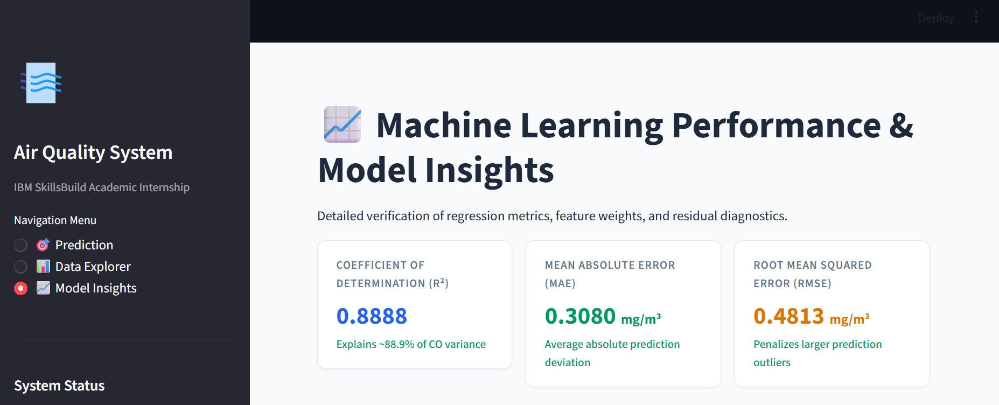 Deploy
Air Quality System
IBM SkillsBuild Academic Internship
Navigation Menu
Prediction
Data Explorer
Model Insights
System Status
Machine Learning Performance &
Model Insights
Detailed verification of regression metrics, feature weights, and residual diagnostics.
COEFFICIENT OF
DETERMINATION (R²)
0.8888
Explains ~88.9% of CO variance
MEAN ABSOLUTE ERROR
(MAE)
0.3080 mg/m³
Average absolute prediction
deviation
ROOT MEAN SQUARED
ERROR (RMSE)
0.4813 mg/m³
Penalizes larger prediction
outliers